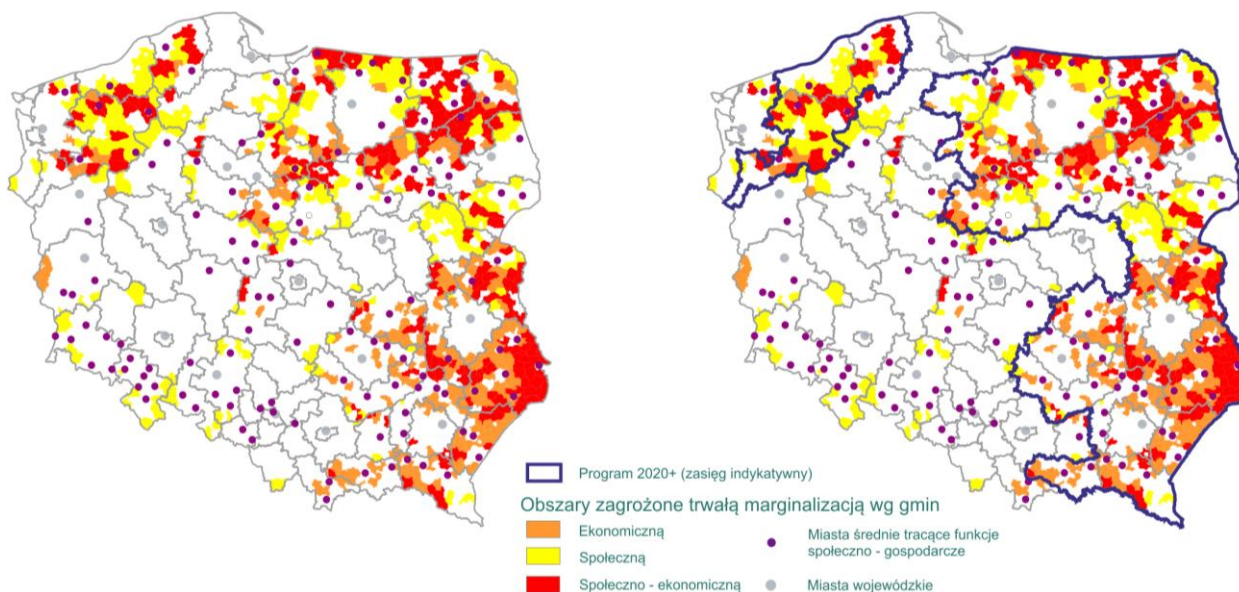 Program 2020+ (zasięg indykatywny)
Obszary zagrożone trwałą marginalizacją wg gmin
Ekonomiczną
Społeczną
Społeczno - ekonomiczną
Miasta średnie tracące funkcje
społeczno - gospodarcze
Miasta wojewódzkie